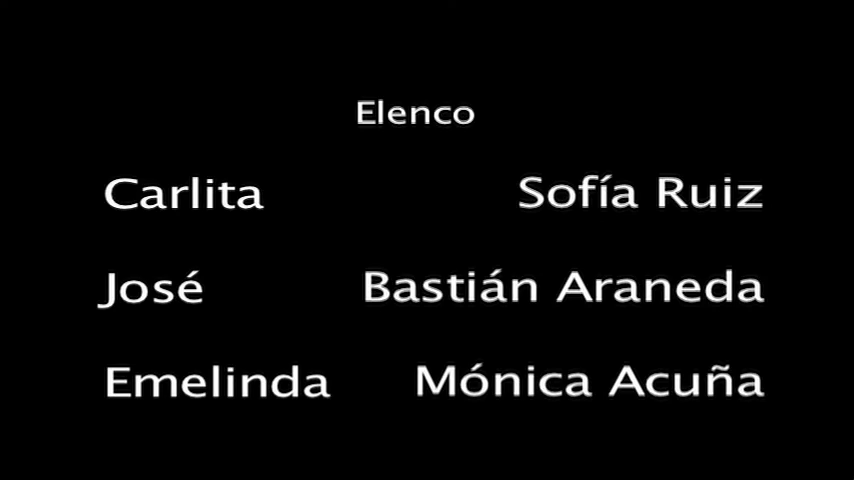 Elenco
Carlita Sofía Ruiz
José Bastián Araneda
Emelinda Mónica Acuña